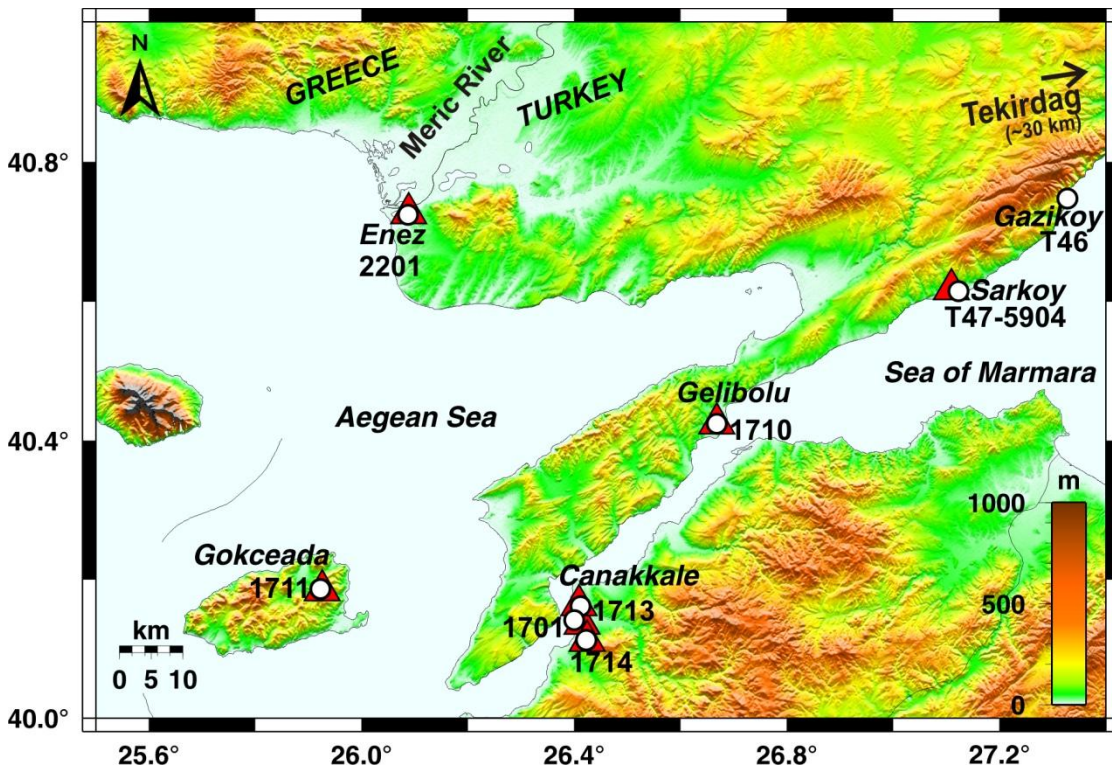 N
GREECE
Meric River
TURKEY
Tekirdag
(~30 km)
40.8°
Gazikoy
T46
Enez
2201
Sarkoy
T47-5904
Sea of Marmara
Gelibolu
1710
Aegean Sea
40.4°
m
1000
Gokceada
1711
Canakkale
1713
1701
1714
500
km
0 5 10
0
40.0°
25.6° 26.0° 26.4° 26.8° 27.2°